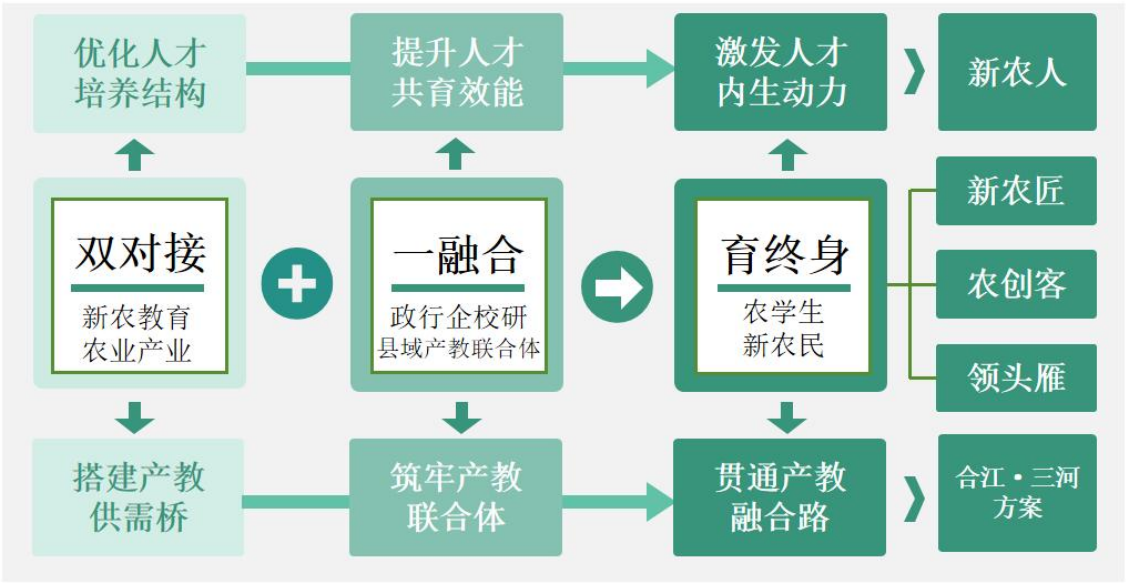 优化人才
培养结构
提升人才
共育效能
激发人才
内生动力
新农人
双对接
新农教育
农业产业
一融合
政行企校研
县域产教联合体
育终身
农学生
新农民
新农匠
农创客
领头雁
搭建产教
供需桥
筑牢产教
联合体
贯通产教
融合路
合江·三河
方案